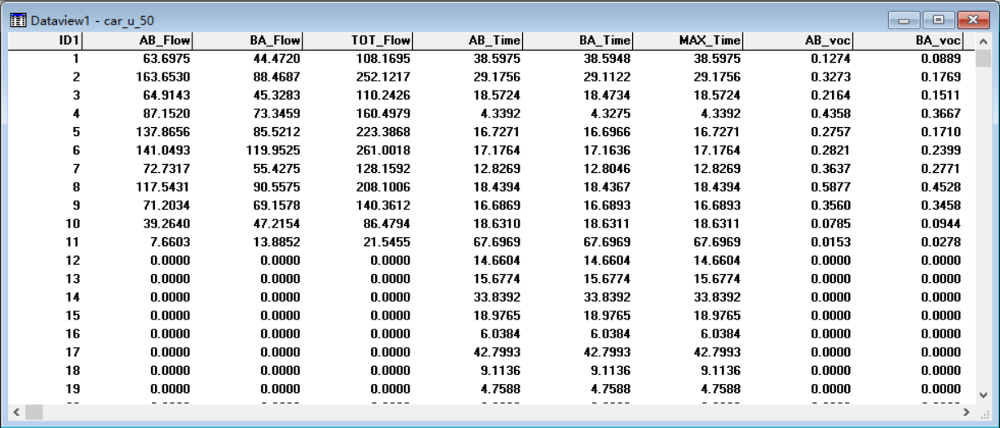 Dataview1 - car_u_50
ID1 AB_Flow BA_Flow TOT_Flow AB_Time BA_Time MAX_Time AB_voc BA_voc
1 63.6975 44.4720 108.1695 38.5975 38.5948 38.5975 0.1274 0.0889
2 163.6530 88.4687 252.1217 29.1756 29.1122 29.1756 0.3273 0.1769
3 64.9143 45.3283 110.2426 18.5724 18.4734 18.5724 0.2164 0.1511
4 87.1520 73.3459 160.4979 4.3392 4.3275 4.3392 0.4358 0.3667
5 137.8656 85.5212 223.3868 16.7271 16.6966 16.7271 0.2757 0.1710
6 141.0493 119.9525 261.0018 17.1764 17.1636 17.1764 0.2821 0.2399
7 72.7317 55.4275 128.1592 12.8269 12.8046 12.8269 0.3637 0.2771
8 117.5431 90.5575 208.1006 18.4394 18.4367 18.4394 0.5877 0.4528
9 71.2034 69.1578 140.3612 16.6869 16.6893 16.6893 0.3560 0.3458
10 39.2640 47.2154 86.4794 18.6310 18.6311 18.6311 0.0785 0.0944
11 7.6603 13.8852 21.5455 67.6969 67.6969 67.6969 0.0153 0.0278
12 0.0000 0.0000 0.0000 14.6604 14.6604 14.6604 0.0000 0.0000
13 0.0000 0.0000 0.0000 15.6774 15.6774 15.6774 0.0000 0.0000
14 0.0000 0.0000 0.0000 33.8392 33.8392 33.8392 0.0000 0.0000
15 0.0000 0.0000 0.0000 18.9765 18.9765 18.9765 0.0000 0.0000
16 0.0000 0.0000 0.0000 6.0384 6.0384 6.0384 0.0000 0.0000
17 0.0000 0.0000 0.0000 42.7993 42.7993 42.7993 0.0000 0.0000
18 0.0000 0.0000 0.0000 9.1136 9.1136 9.1136 0.0000 0.0000
19 0.0000 0.0000 0.0000 4.7588 4.7588 4.7588 0.0000 0.0000